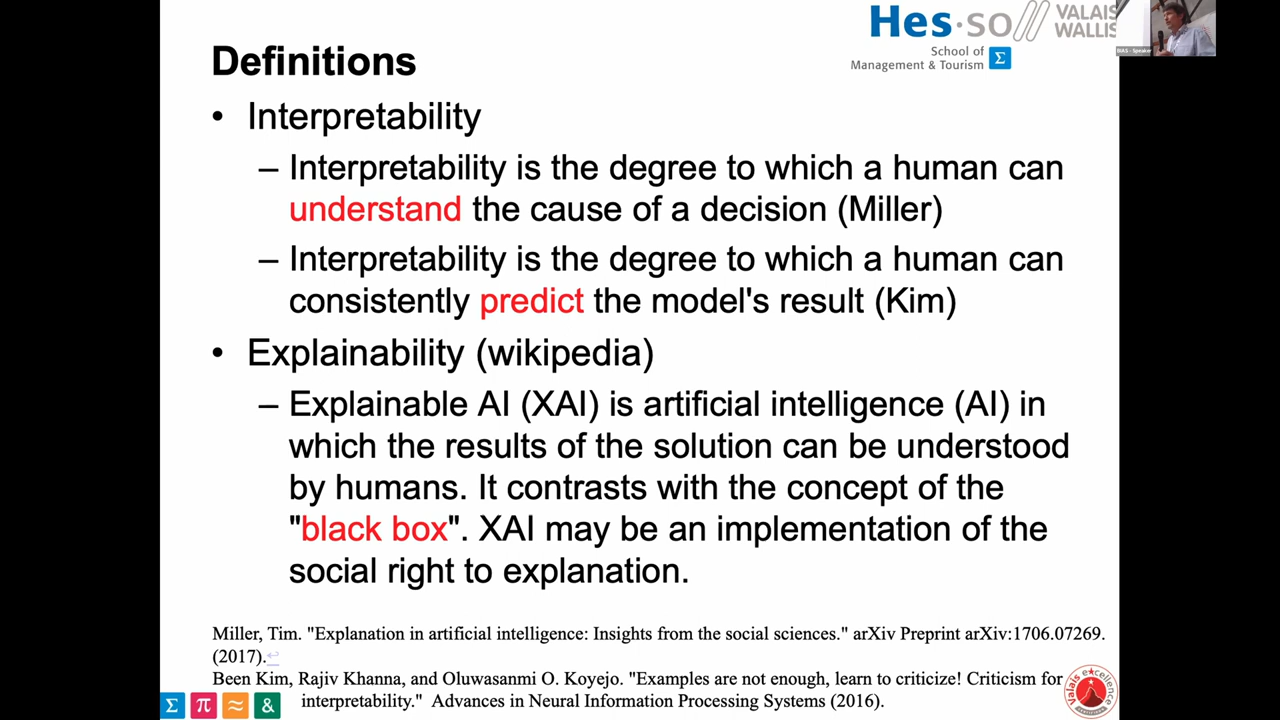 Hes·so
VALAIS
WALLIS
School of
Management & Tourism
Σ
BIAS - Speaker
Definitions
• Interpretability
– Interpretability is the degree to which a human can
understand the cause of a decision (Miller)
– Interpretability is the degree to which a human can
consistently predict the model's result (Kim)
• Explainability (wikipedia)
– Explainable AI (XAI) is artificial intelligence (AI) in
which the results of the solution can be understood
by humans. It contrasts with the concept of the
"black box". XAI may be an implementation of the
social right to explanation.
Miller, Tim. "Explanation in artificial intelligence: Insights from the social sciences." arXiv Preprint arXiv:1706.07269.
(2017).↩
Been Kim, Rajiv Khanna, and Oluwasanmi O. Koyejo. "Examples are not enough, learn to criticize! Criticism for
interpretability." Advances in Neural Information Processing Systems (2016).
Σ π ≈ &
Valais excellence